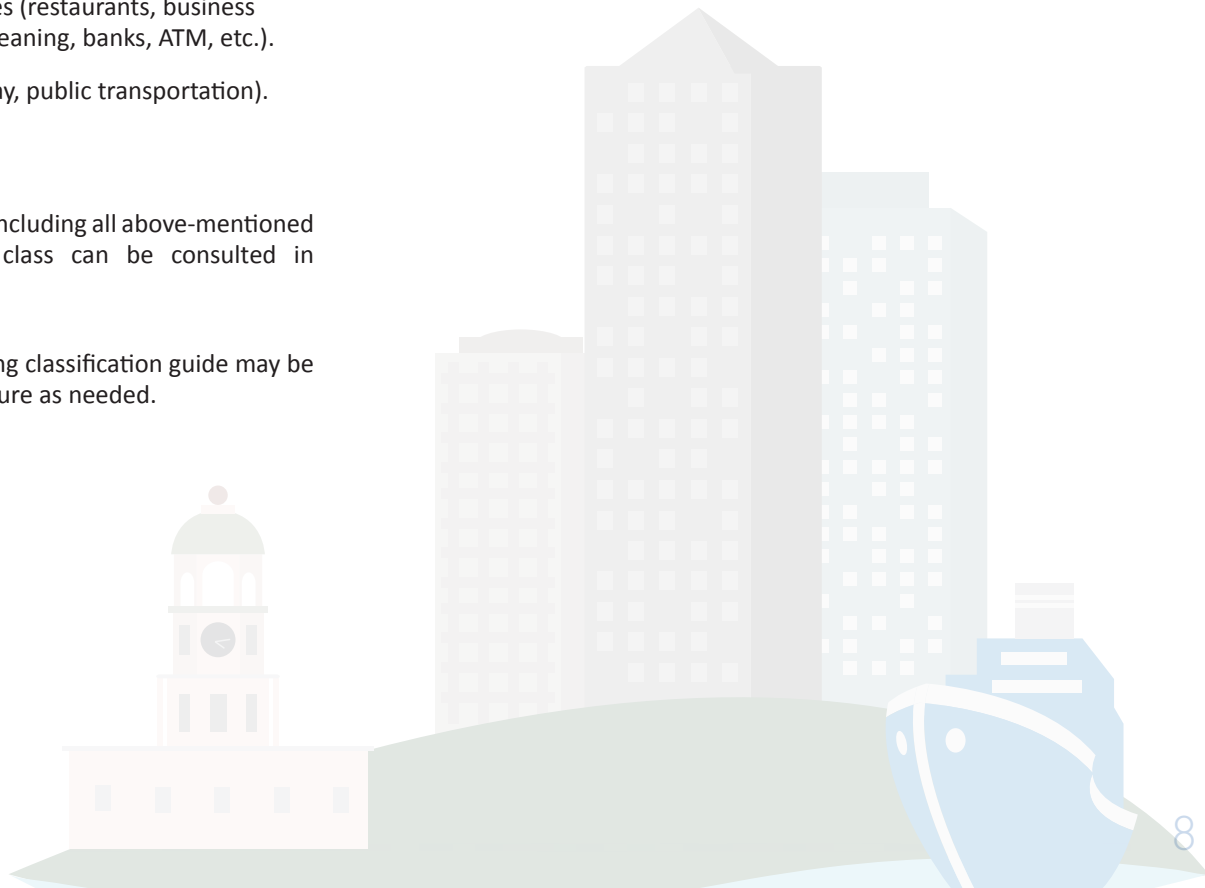 es (restaurants, business
eaning, banks, ATM, etc.).
ay, public transportation).
ncluding all above-mentioned
class can be consulted in
ng classification guide may be
ure as needed.
8